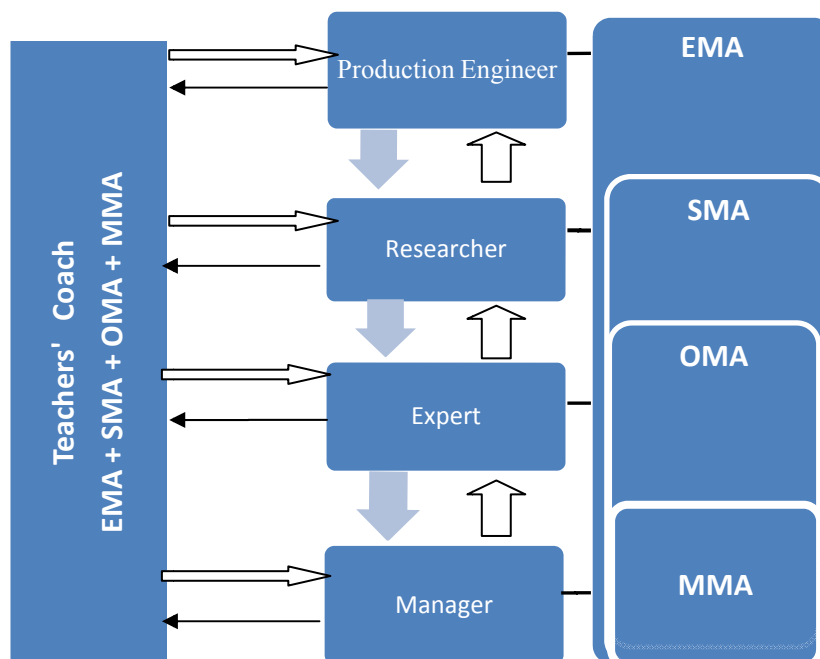 Teachers' Coach
EMA + SMA + OMA + MMA
Production Engineer
Researcher
Expert
Manager
EMA
SMA
OMA
MMA